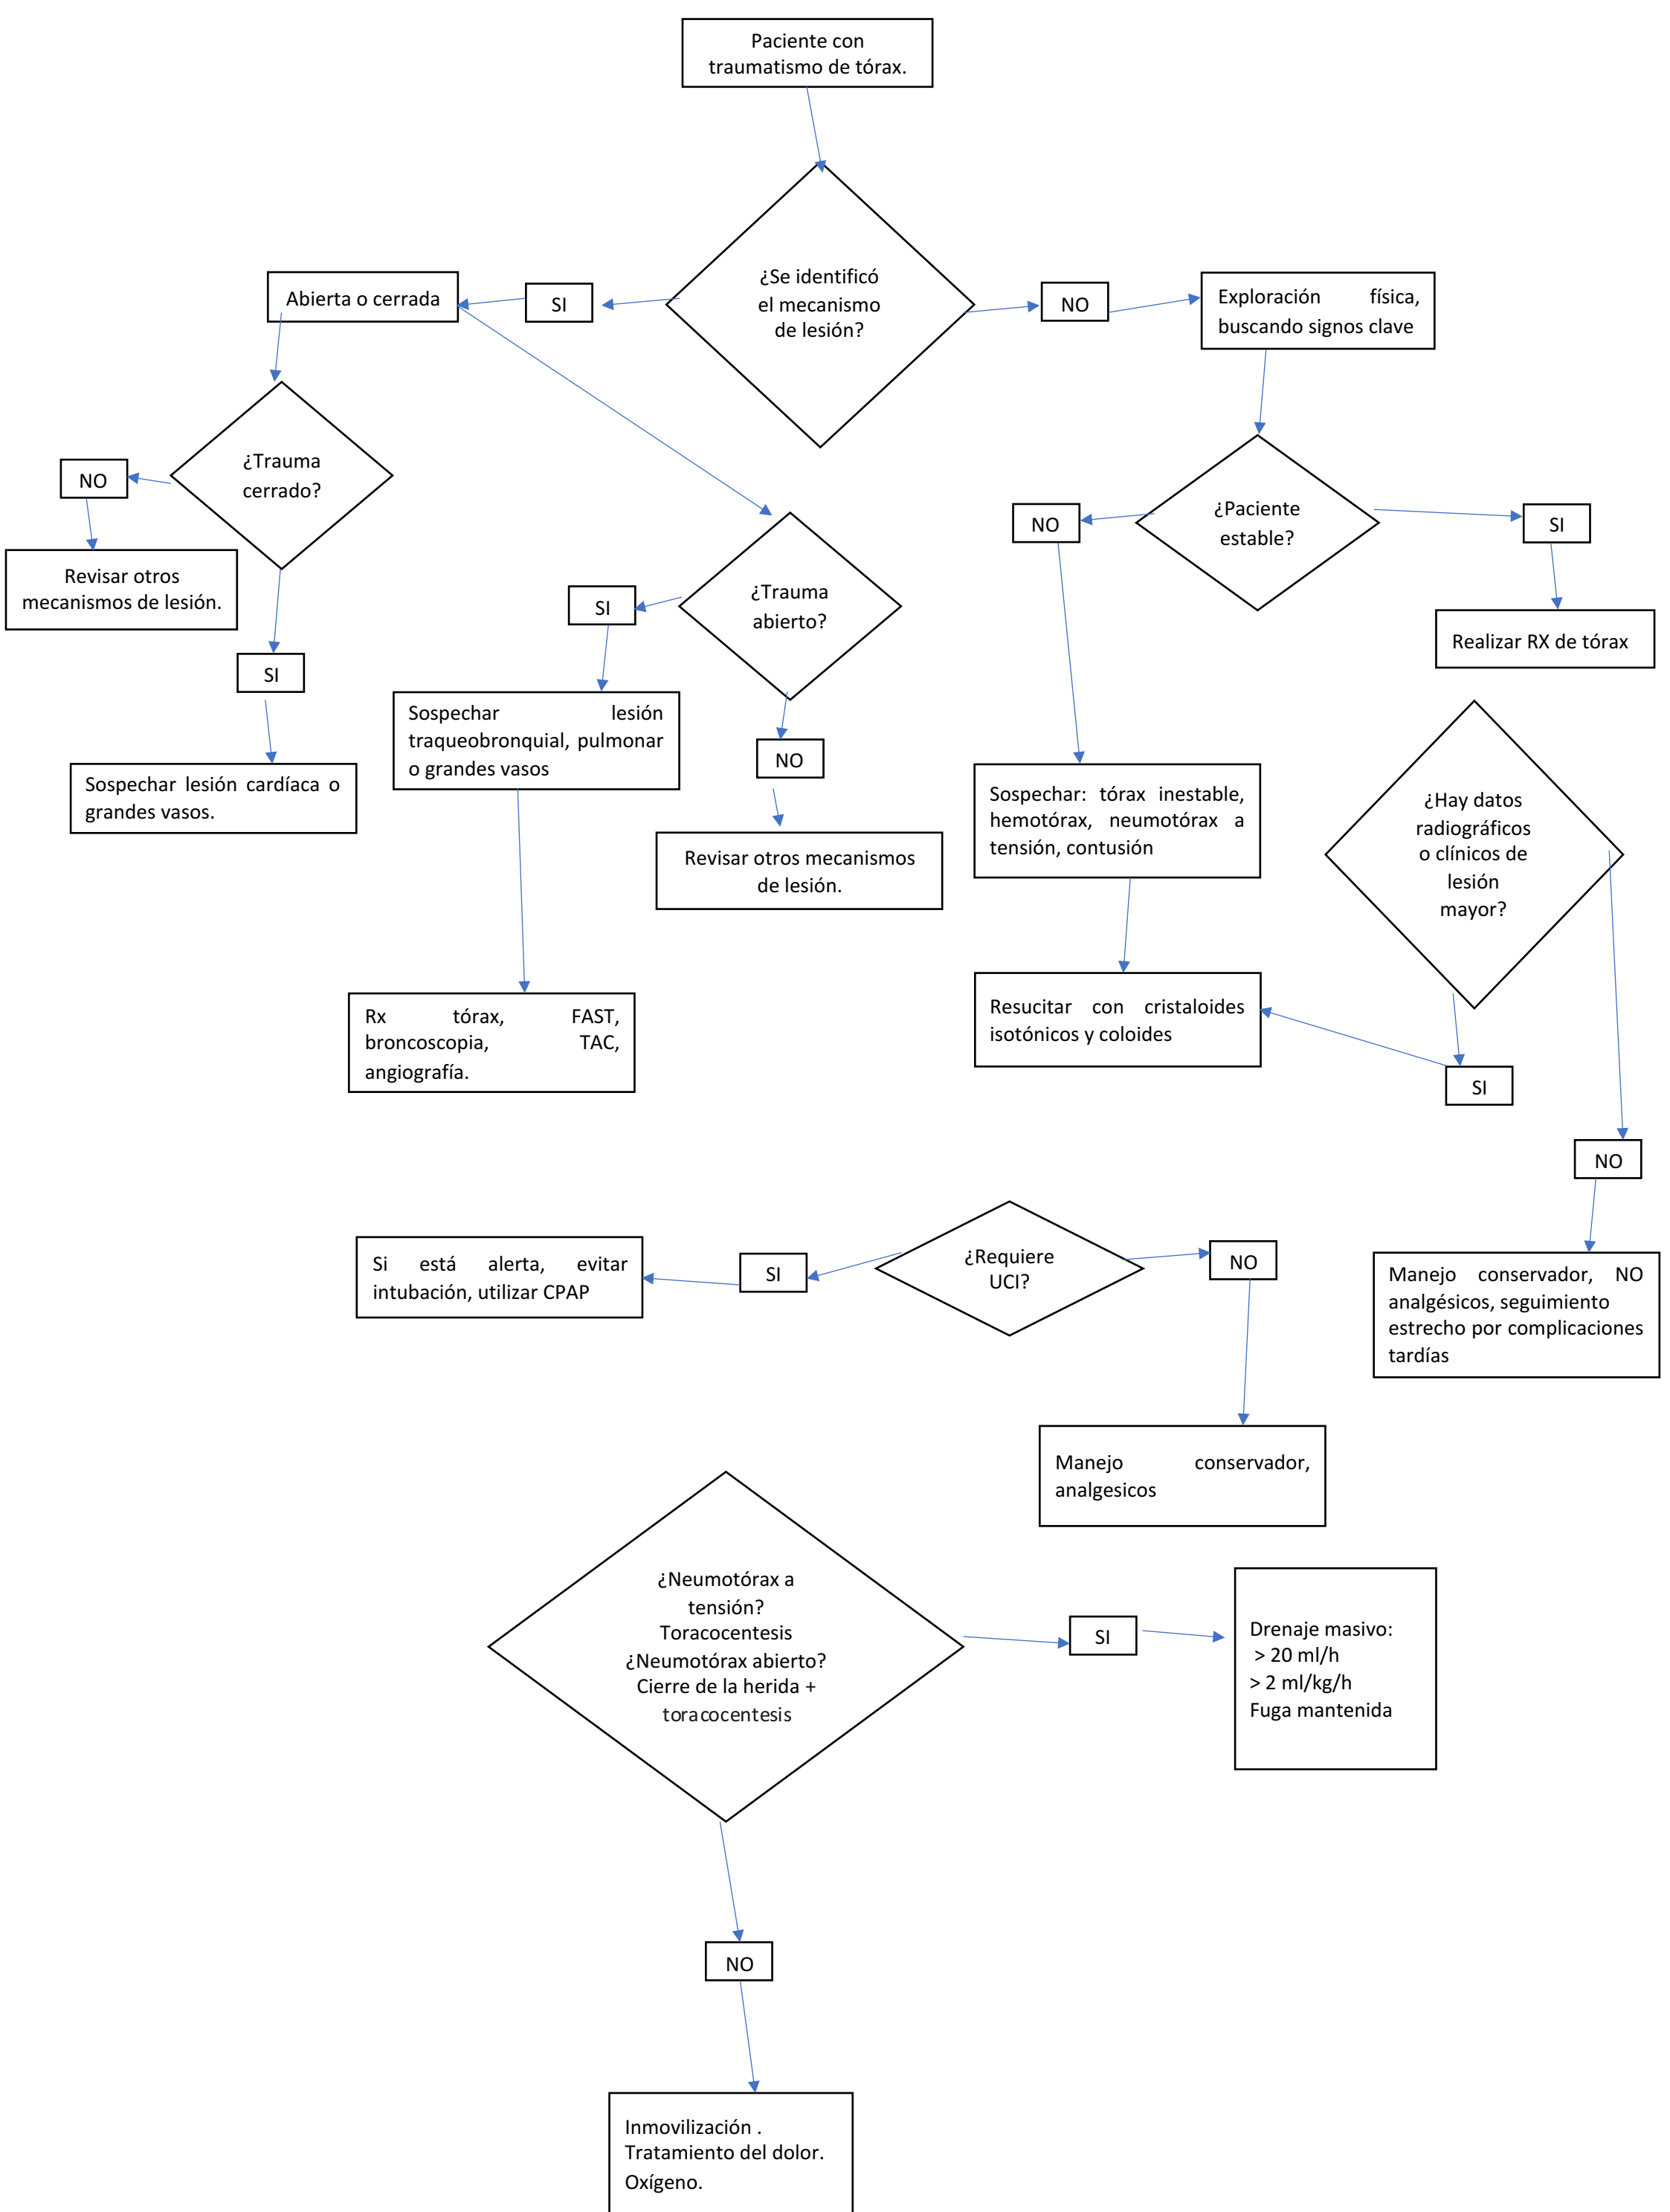 Paciente con
traumatismo de tórax.
¿Se identificó
el mecanismo
de lesión?
Abierta o cerrada
SI
NO
Exploración física,
buscando signos clave
¿Trauma
cerrado?
NO
Revisar otros
mecanismos de lesión.
SI
Sospechar lesión cardíaca o
grandes vasos.
¿Trauma
abierto?
SI
Sospechar lesión
traqueobronquial, pulmonar
o grandes vasos
NO
Revisar otros mecanismos
de lesión.
Rx tórax, FAST,
broncoscopia, TAC,
angiografía.
¿Paciente
estable?
NO
SI
Realizar RX de tórax
Sospechar: tórax inestable,
hemotórax, neumotórax a
tensión, contusión
¿Hay datos
radiográficos
o clínicos de
lesión
mayor?
Resucitar con cristaloides
isotónicos y coloides
SI
NO
Manejo conservador, NO
analgésicos, seguimiento
estrecho por complicaciones
tardías
¿Requiere
UCI?
SI
Si está alerta, evitar
intubación, utilizar CPAP
NO
Manejo conservador,
analgesicos
¿Neumotórax a
tensión?
Toracocentesis
¿Neumotórax abierto?
Cierre de la herida +
toracocentesis
SI
Drenaje masivo:
> 20 ml/h
> 2 ml/kg/h
Fuga mantenida
NO
Inmovilización .
Tratamiento del dolor.
Oxígeno.